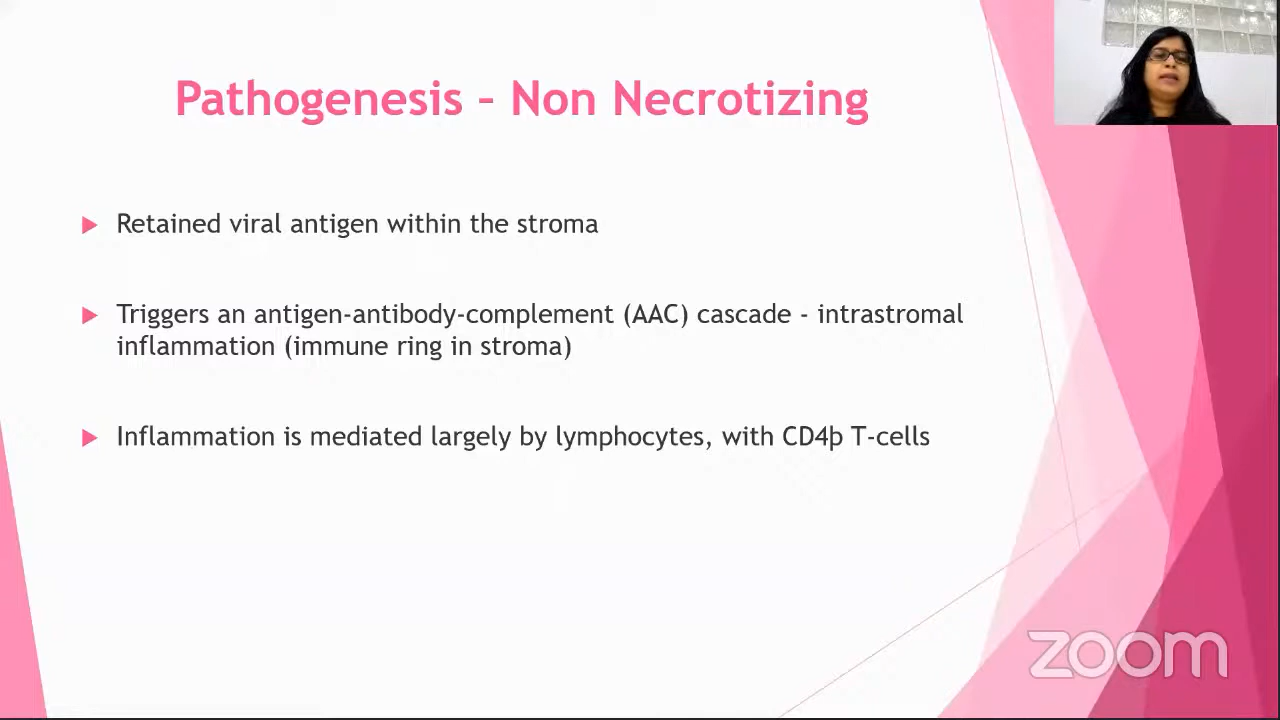 Pathogenesis – Non Necrotizing
Retained viral antigen within the stroma
Triggers an antigen-antibody-complement (AAC) cascade - intrastromal
inflammation (immune ring in stroma)
Inflammation is mediated largely by lymphocytes, with CD4þ T-cells
zoom